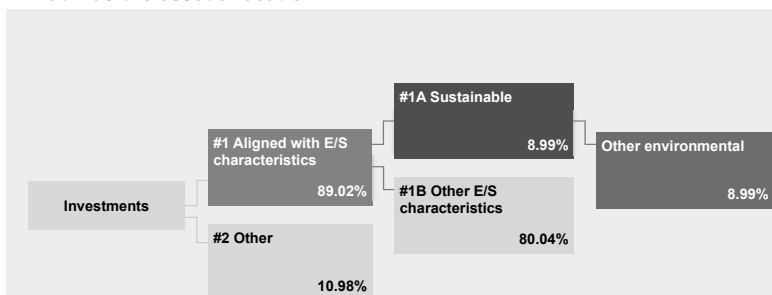 #1A Sustainable
8.99%
#1 Aligned with E/S
characteristics
89.02%
Other environmental
8.99%
Investments
#1B Other E/S
characteristics
80.04%
#2 Other
10.98%